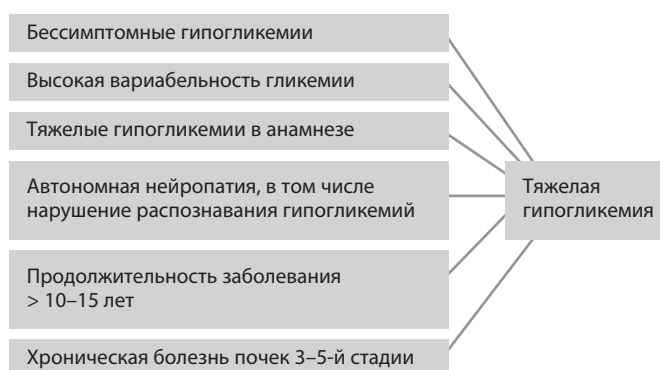 Бессимптомные гипогликемии
Высокая вариабельность гликемии
Тяжелые гипогликемии в анамнезе
Автономная нейропатия, в том числе
нарушение распознавания гипогликемий
Продолжительность заболевания
> 10–15 лет
Хроническая болезнь почек 3–5-й стадии
Тяжелая
гипогликемия